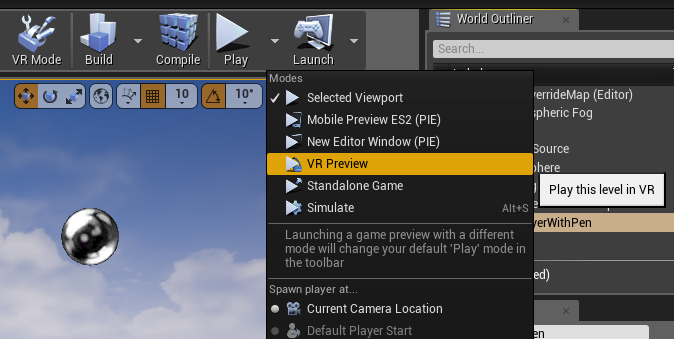 World Outliner
VR Mode
Build
Compile
Play
Launch
Search...
Modes
10
10°
Selected Viewport
Mobile Preview ES2 (PIE)
New Editor Window (PIE)
VR Preview
Standalone Game
Simulate
Alt+S
Launching a game preview with a different
mode will change your default 'Play' mode in
the toolbar
Spawn player at...
Current Camera Location
Default Player Start
verrideMap (Editor)
spheric Fog
Source
phere
Play this level in VR
yerWithPen
ed)
en